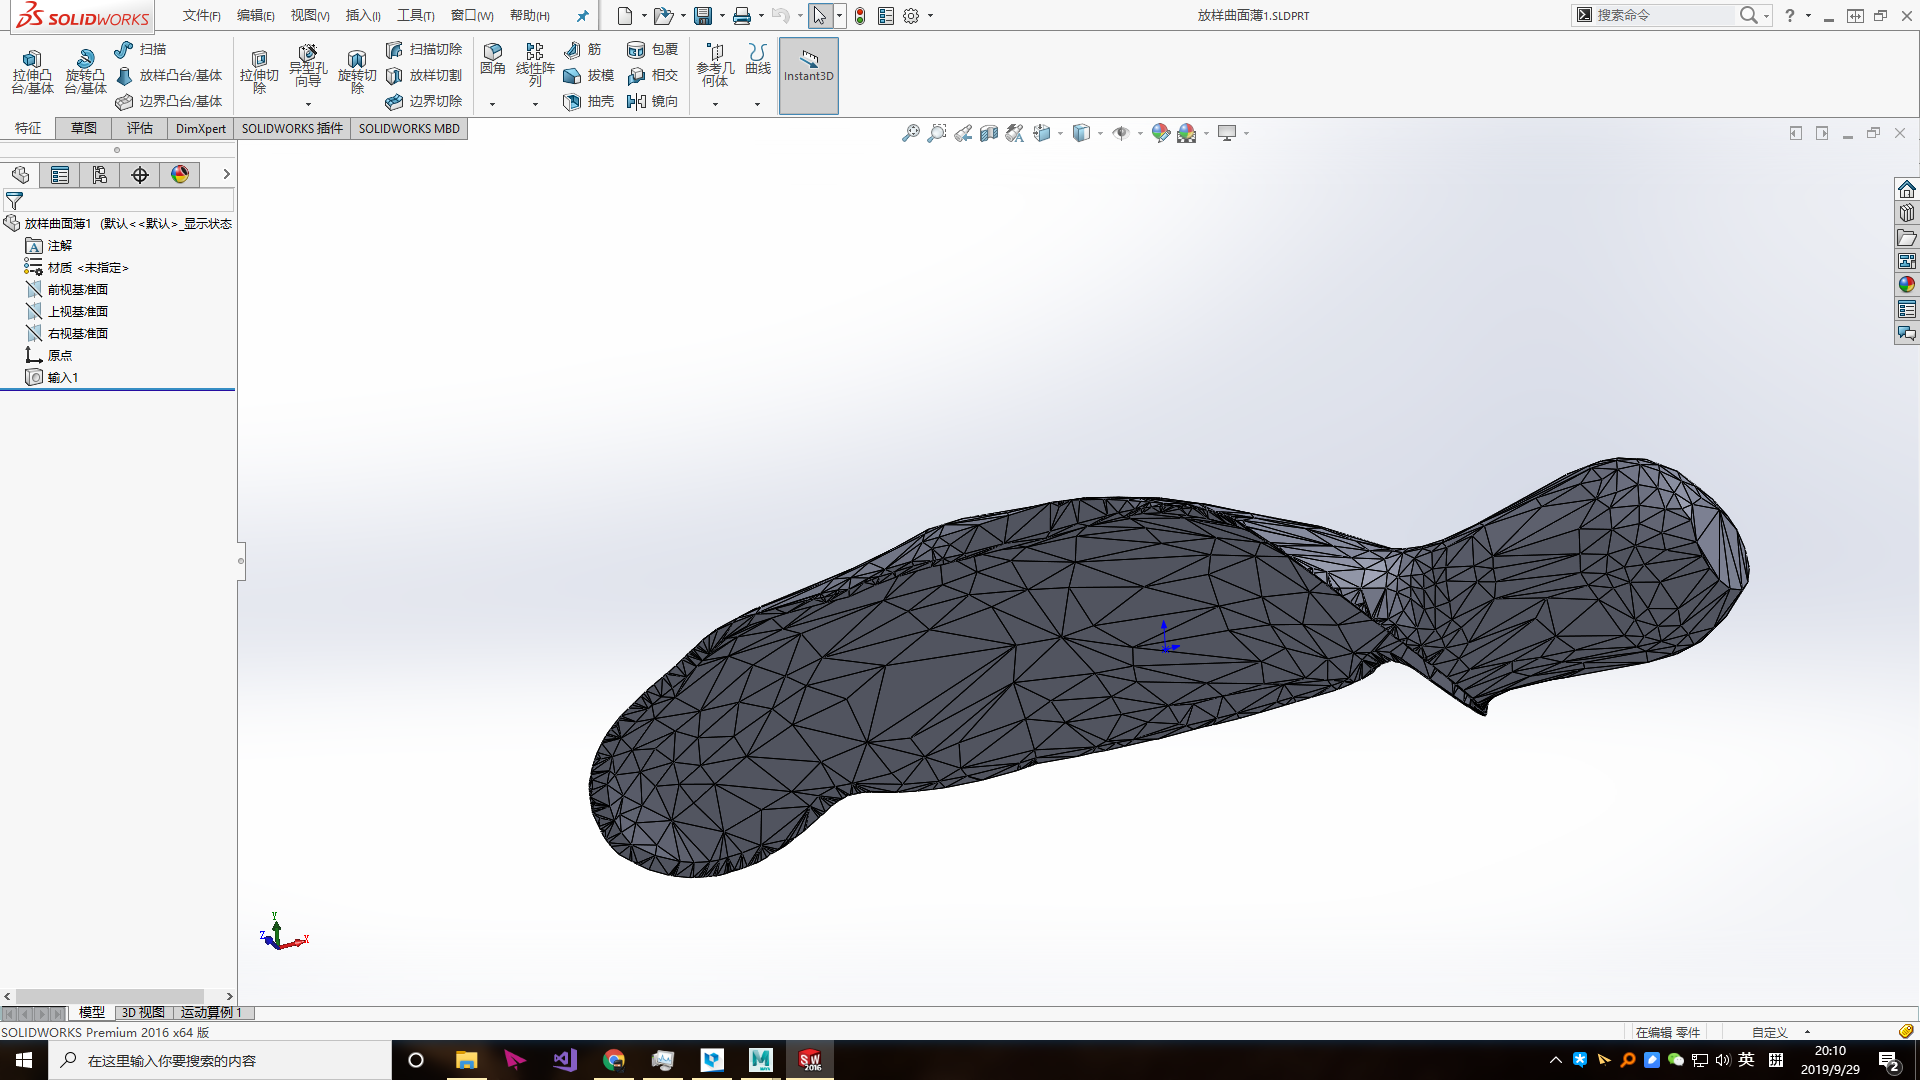 SOLIDWORKS
文件(F) 编辑(E) 视图(V) 插入(I) 工具(T) 窗口(W) 帮助(H)
放样曲面薄1.SLDPRT
搜索命令
?
拉伸凸台/基体
旋转凸台/基体
扫描
放样凸台/基体
边界凸台/基体
拉伸切除
异型孔向导
旋转切除
扫描切除
放样切割
边界切除
圆角
线性阵列
筋
拔模
抽壳
包覆
相交
镜向
参考几何体
曲线
Instant3D
特征 草图 评估 DimXpert SOLIDWORKS 插件 SOLIDWORKS MBD
放样曲面薄1 (默认<<默认>_显示状态
注解
材质 <未指定>
前视基准面
上视基准面
右视基准面
原点
输入1
Y
Z
X
模型 3D 视图 运动算例 1
SOLIDWORKS Premium 2016 x64 版
在编辑 零件
自定义
在这里输入你要搜索的内容
M
SW
2016
英
拼
20:10
2019/9/29
2